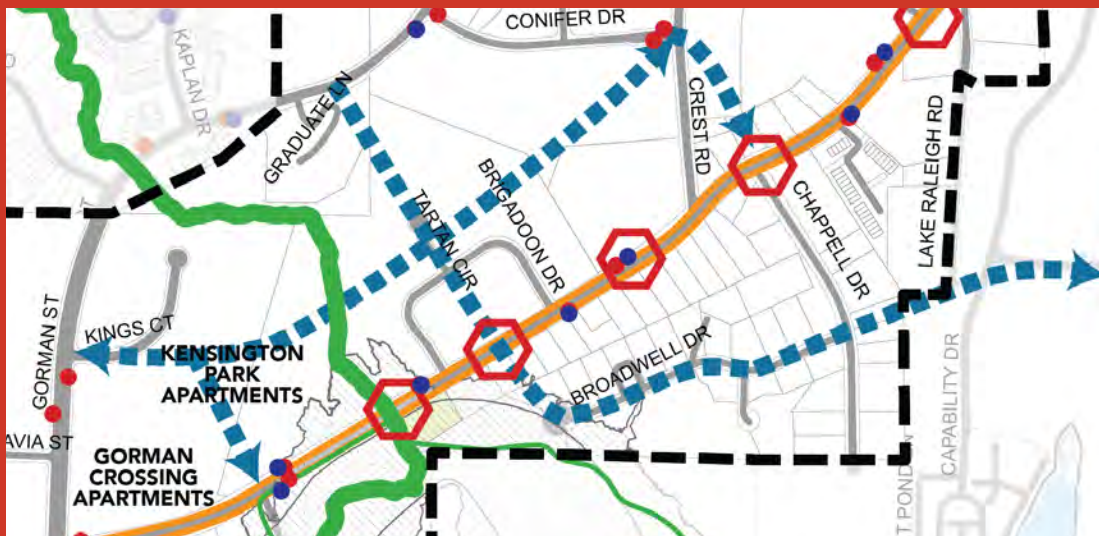 CONIFER DR
KAPLAN DR
GRADUATE LN
CREST RD
LAKE RALEIGH RD
BRIGADOON DR
TARTAN CIR
CHAPPELL DR
GORMAN ST
KINGS CT
KENSINGTON
PARK
APARTMENTS
BROADWELL DR
CAPABILITY DR
AVIA ST
GORMAN
CROSSING
APARTMENTS
T POND